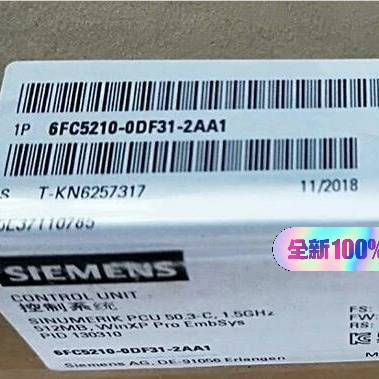 1P 6FC5210-0DF31-2AA1
S T-KN6257317 11/2018
全新100%
SIEMENS
CONTROL UNIT
控制系统
SINUMERIK PCU 50.3-C, 1.5GHz
512MB, WinXP Pro EmbSys
PID 130310
FS:
FW:
RS:
6FC5210-0DF31-2AA1
Siemens AG, DE-91056 Erlangen